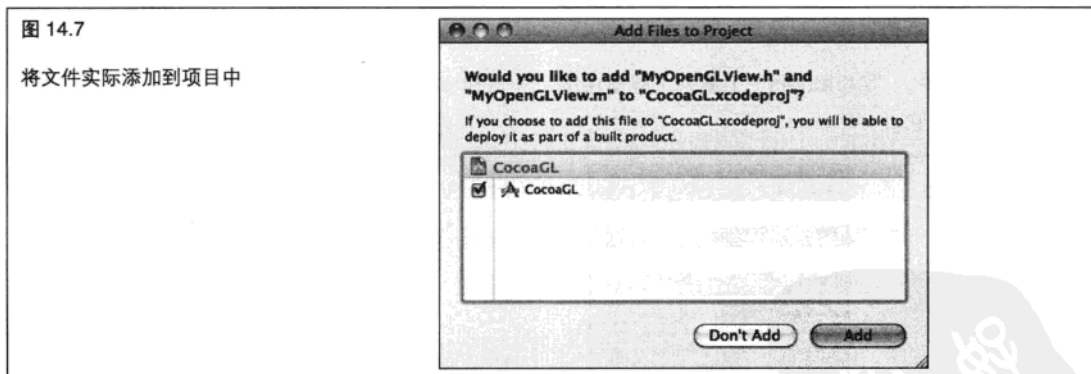 图 14.7
将文件实际添加到项目中
Add Files to Project
Would you like to add "MyOpenGLView.h" and
"MyOpenGLView.m" to "CocoaGL.xcodeproj"?
If you choose to add this file to "CocoaGL.xcodeproj", you will be able to
deploy it as part of a built product.
CocoaGL
CocoaGL
Don't Add
Add